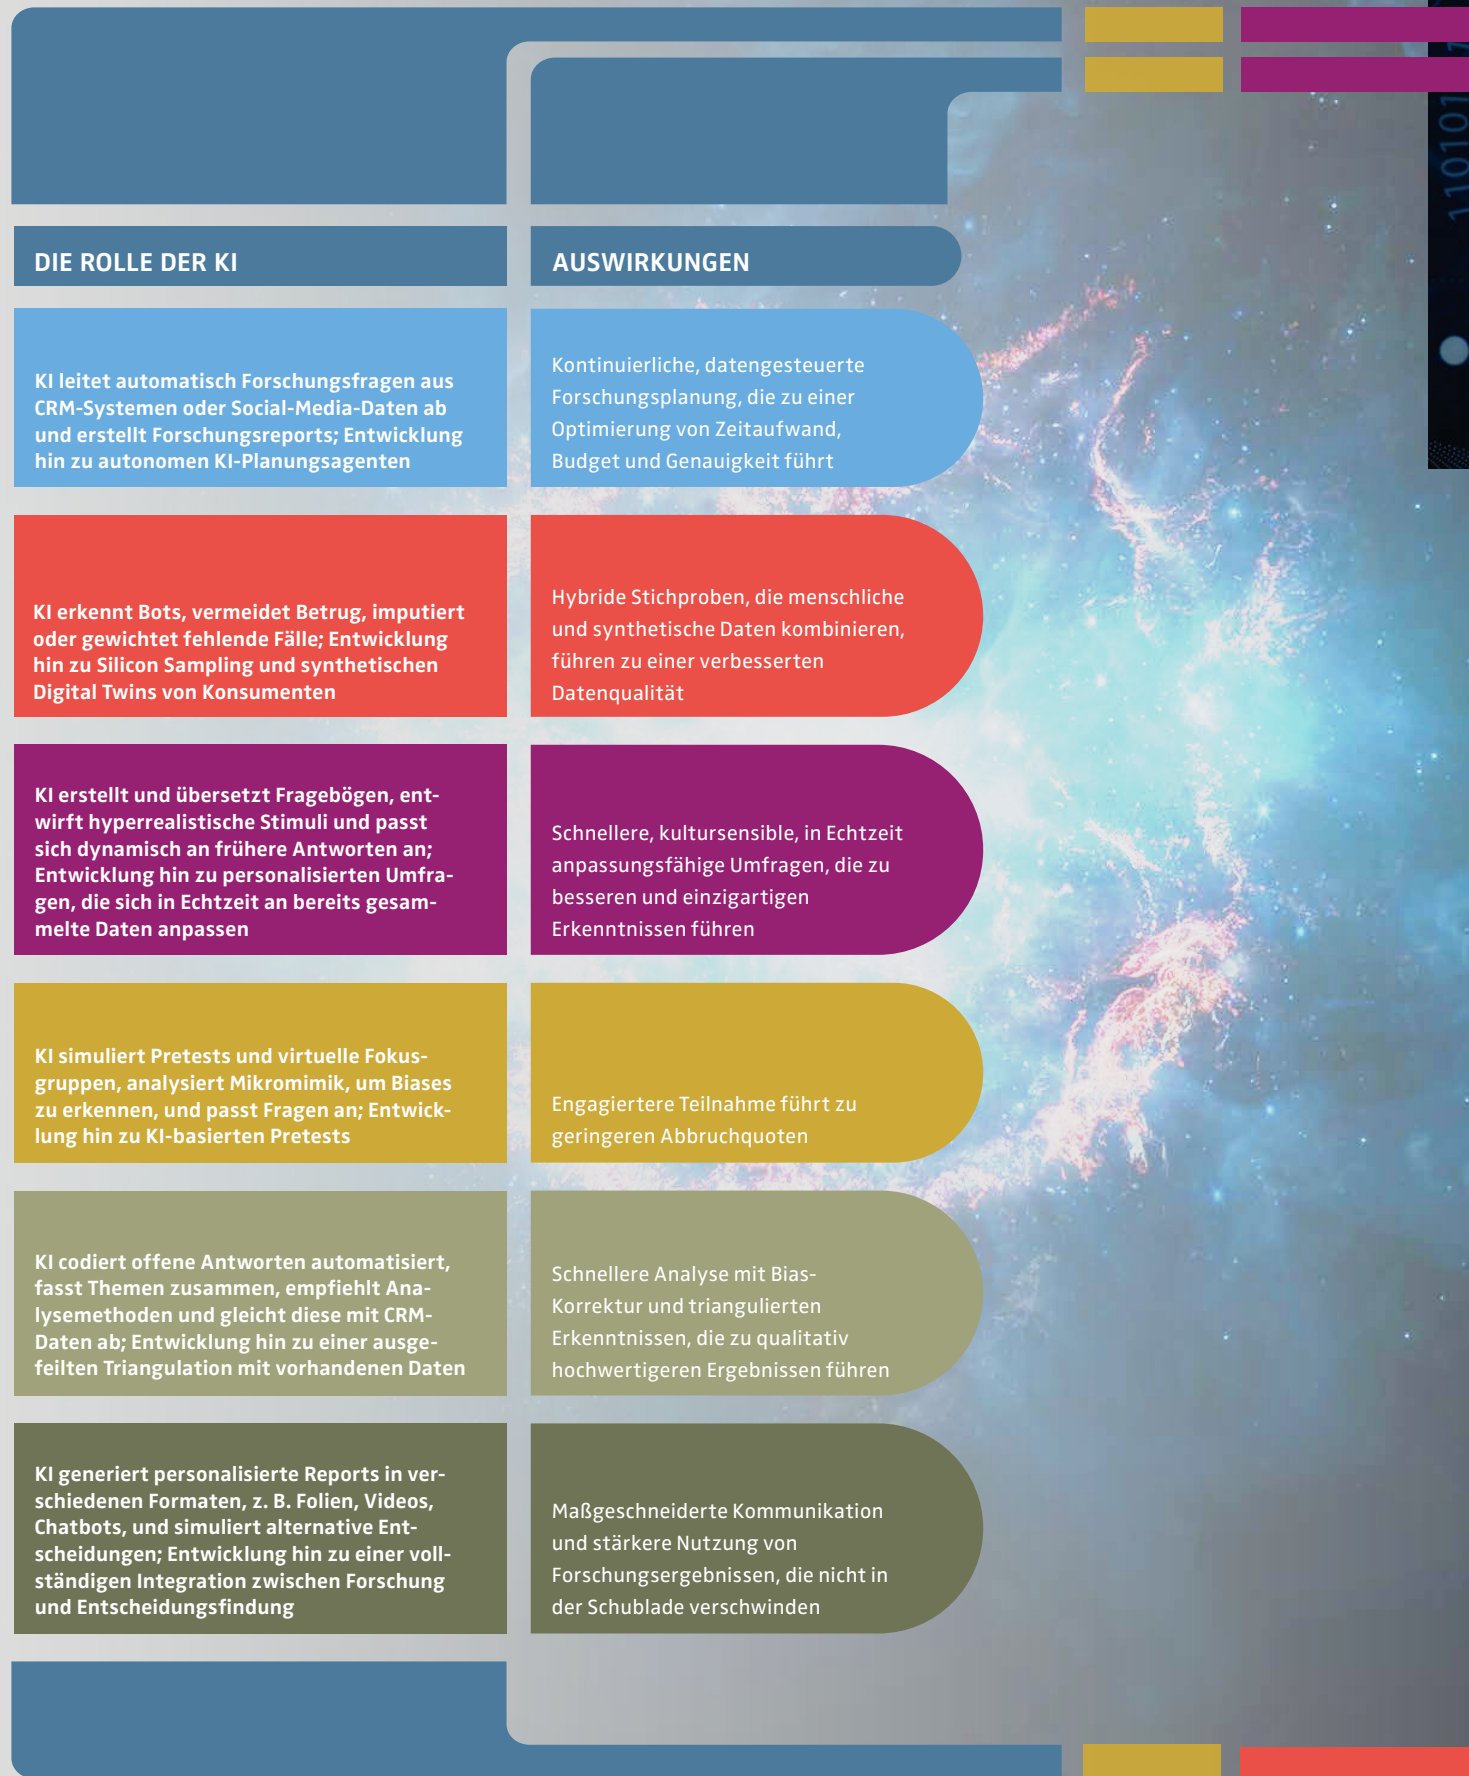 DIE ROLLE DER KI
AUSWIRKUNGEN
KI leitet automatisch Forschungsfragen aus
CRM-Systemen oder Social-Media-Daten ab
und erstellt Forschungsreports; Entwicklung
hin zu autonomen KI-Planungsagenten
Kontinuierliche, datengesteuerte
Forschungsplanung, die zu einer
Optimierung von Zeitaufwand,
Budget und Genauigkeit führt
KI erkennt Bots, vermeidet Betrug, imputiert
oder gewichtet fehlende Fälle; Entwicklung
hin zu Silicon Sampling und synthetischen
Digital Twins von Konsumenten
Hybride Stichproben, die menschliche
und synthetische Daten kombinieren,
führen zu einer verbesserten
Datenqualität
KI erstellt und übersetzt Fragebögen, ent-
wirft hyperrealistische Stimuli und passt
sich dynamisch an frühere Antworten an;
Entwicklung hin zu personalisierten Umfra-
gen, die sich in Echtzeit an bereits gesam-
melte Daten anpassen
Schnellere, kultursensible, in Echtzeit
anpassungsfähige Umfragen, die zu
besseren und einzigartigen
Erkenntnissen führen
KI simuliert Pretests und virtuelle Fokus-
gruppen, analysiert Mikromimik, um Biases
zu erkennen, und passt Fragen an; Entwick-
lung hin zu KI-basierten Pretests
Engagiertere Teilnahme führt zu
geringeren Abbruchquoten
KI codiert offene Antworten automatisiert,
fasst Themen zusammen, empfiehlt Ana-
lysemethoden und gleicht diese mit CRM-
Daten ab; Entwicklung hin zu einer ausge-
feilten Triangulation mit vorhandenen Daten
Schnellere Analyse mit Bias-
Korrektur und triangulierten
Erkenntnissen, die zu qualitativ
hochwertigeren Ergebnissen führen
KI generiert personalisierte Reports in ver-
schiedenen Formaten, z. B. Folien, Videos,
Chatbots, und simuliert alternative Ent-
scheidungen; Entwicklung hin zu einer voll-
ständigen Integration zwischen Forschung
und Entscheidungsfindung
Maßgeschneiderte Kommunikation
und stärkere Nutzung von
Forschungsergebnissen, die nicht in
der Schublade verschwinden
110101